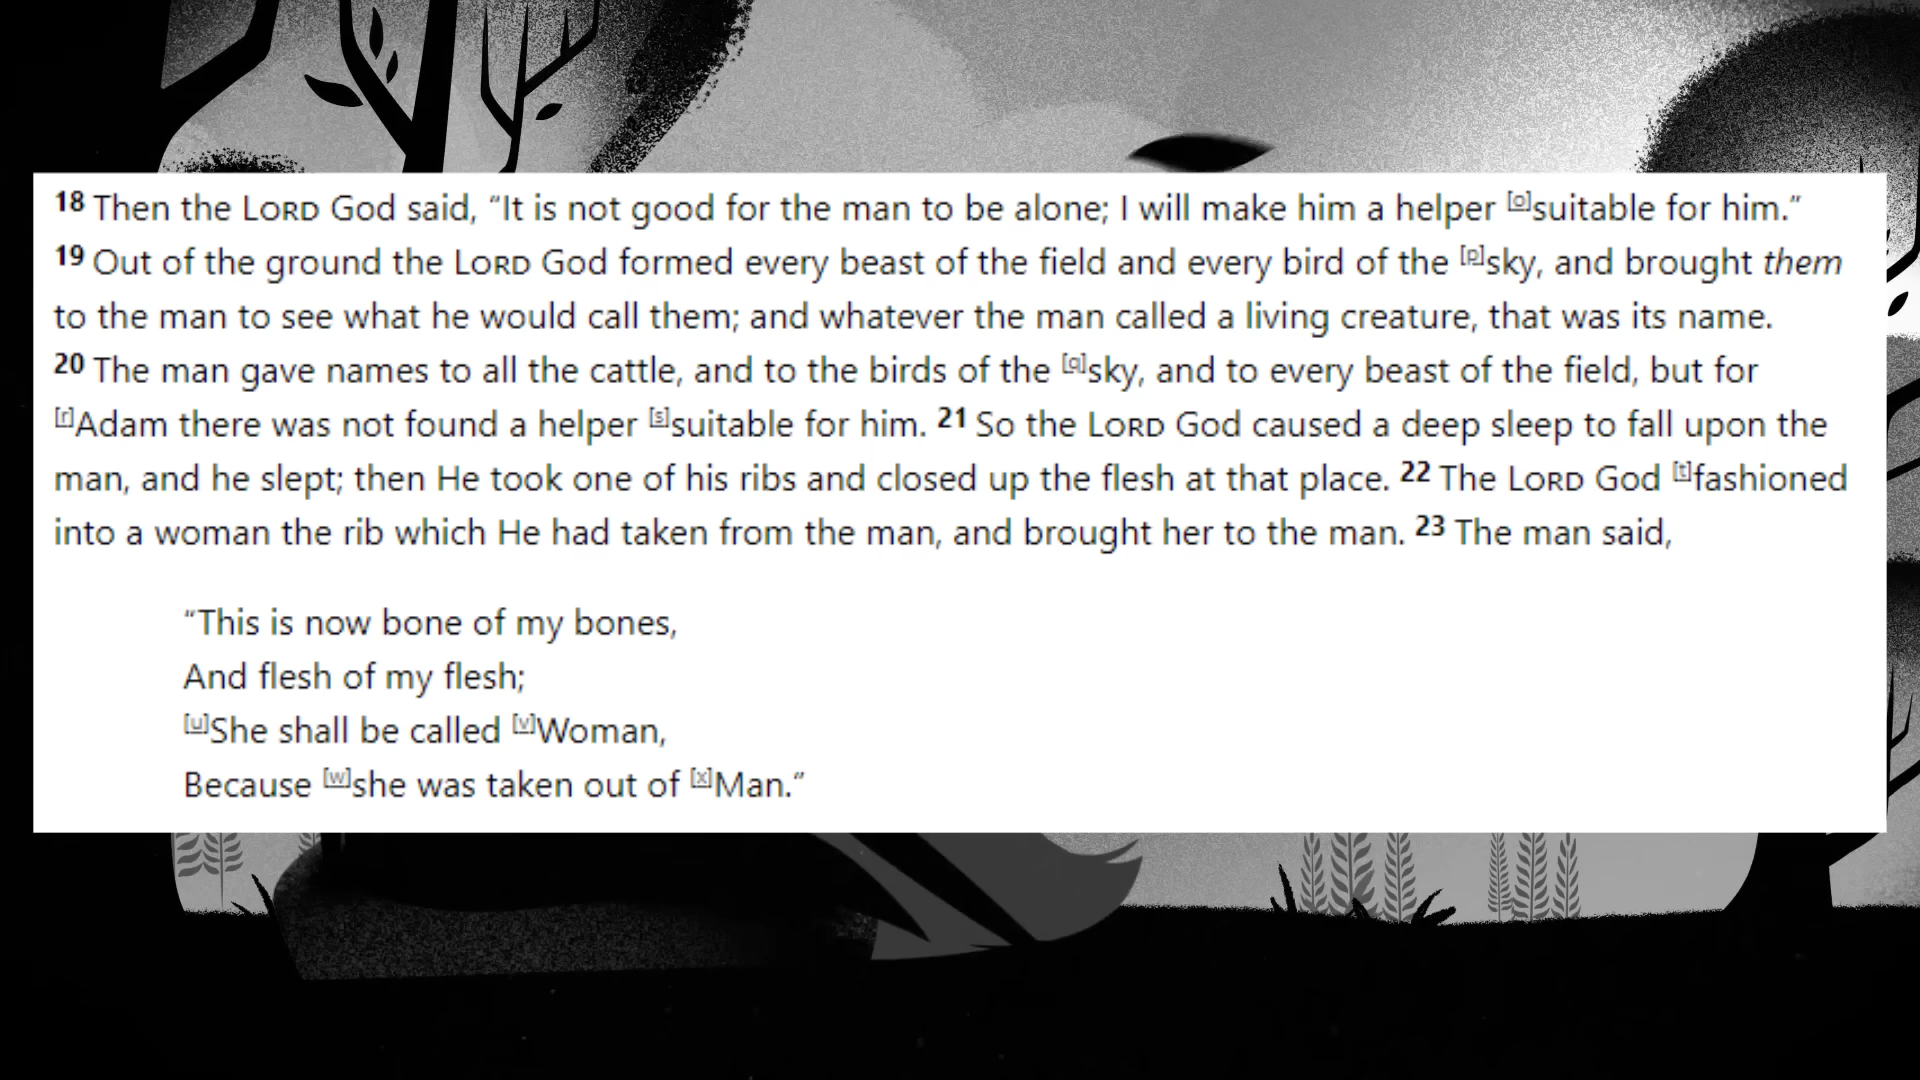 18 Then the LORD God said, “It is not good for the man to be alone; I will make him a helper [o]suitable for him.”
19 Out of the ground the LORD God formed every beast of the field and every bird of the [p]sky, and brought them
to the man to see what he would call them; and whatever the man called a living creature, that was its name.
20 The man gave names to all the cattle, and to the birds of the [q]sky, and to every beast of the field, but for
[r]Adam there was not found a helper [s]suitable for him. 21 So the LORD God caused a deep sleep to fall upon the
man, and he slept; then He took one of his ribs and closed up the flesh at that place. 22 The LORD God [t]fashioned
into a woman the rib which He had taken from the man, and brought her to the man. 23 The man said,
“This is now bone of my bones,
And flesh of my flesh;
[u]She shall be called [v]Woman,
Because [w]she was taken out of [x]Man.”